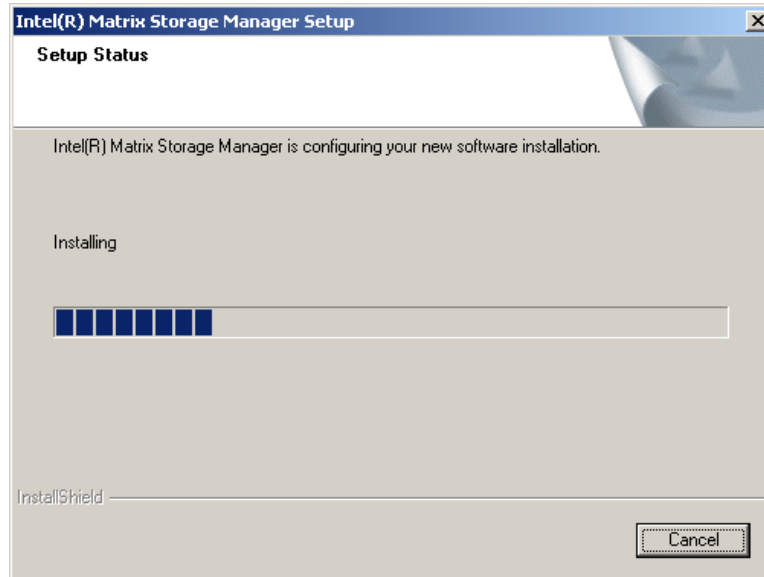 Intel(R) Matrix Storage Manager Setup
Setup Status
Intel(R) Matrix Storage Manager is configuring your new software installation.
Installing
InstallShield
Cancel